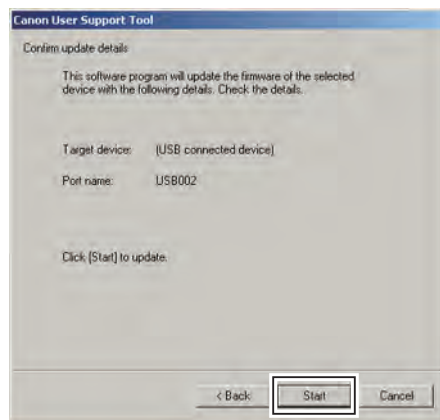 Canon User Support Tool
Confirm update details
This software program will update the firmware of the selected
device with the following details. Check the details.
Target device: (USB connected device)
Port name: USB002
Click [Start] to update.
< Back Start Cancel